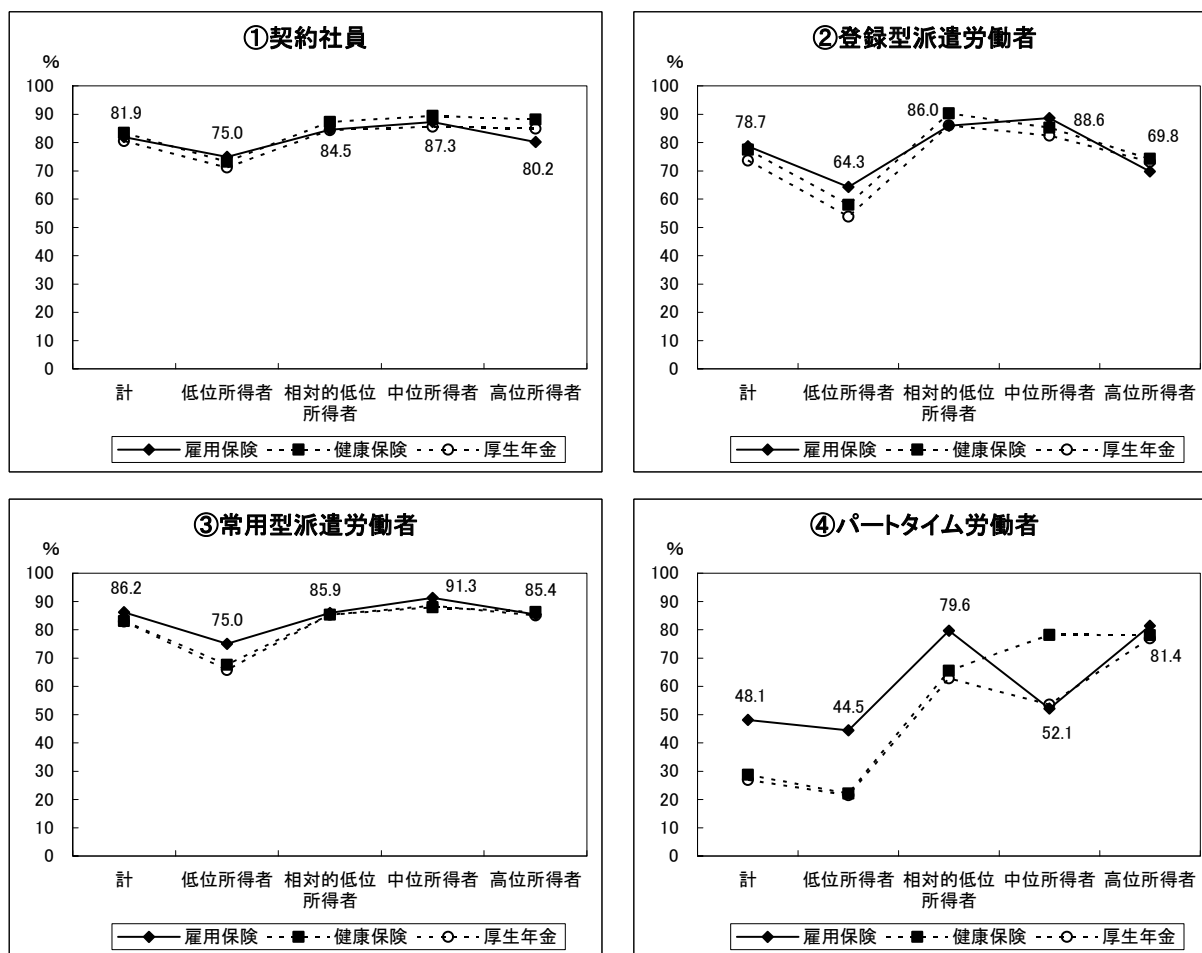 ①契約社員
%
100
90
80
70
60
50
40
30
20
10
0
81.9
75.0
84.5
87.3
80.2
計
低位所得者
相対的低位
所得者
中位所得者
高位所得者
雇用保険
健康保険
厚生年金
②登録型派遣労働者
%
100
90
80
70
60
50
40
30
20
10
0
78.7
64.3
86.0
88.6
69.8
計
低位所得者
相対的低位
所得者
中位所得者
高位所得者
雇用保険
健康保険
厚生年金
③常用型派遣労働者
%
100
90
80
70
60
50
40
30
20
10
0
86.2
75.0
85.9
91.3
85.4
計
低位所得者
相対的低位
所得者
中位所得者
高位所得者
雇用保険
健康保険
厚生年金
④パートタイム労働者
%
100
90
80
70
60
50
40
30
20
10
0
48.1
44.5
79.6
52.1
81.4
計
低位所得者
相対的低位
所得者
中位所得者
高位所得者
雇用保険
健康保険
厚生年金